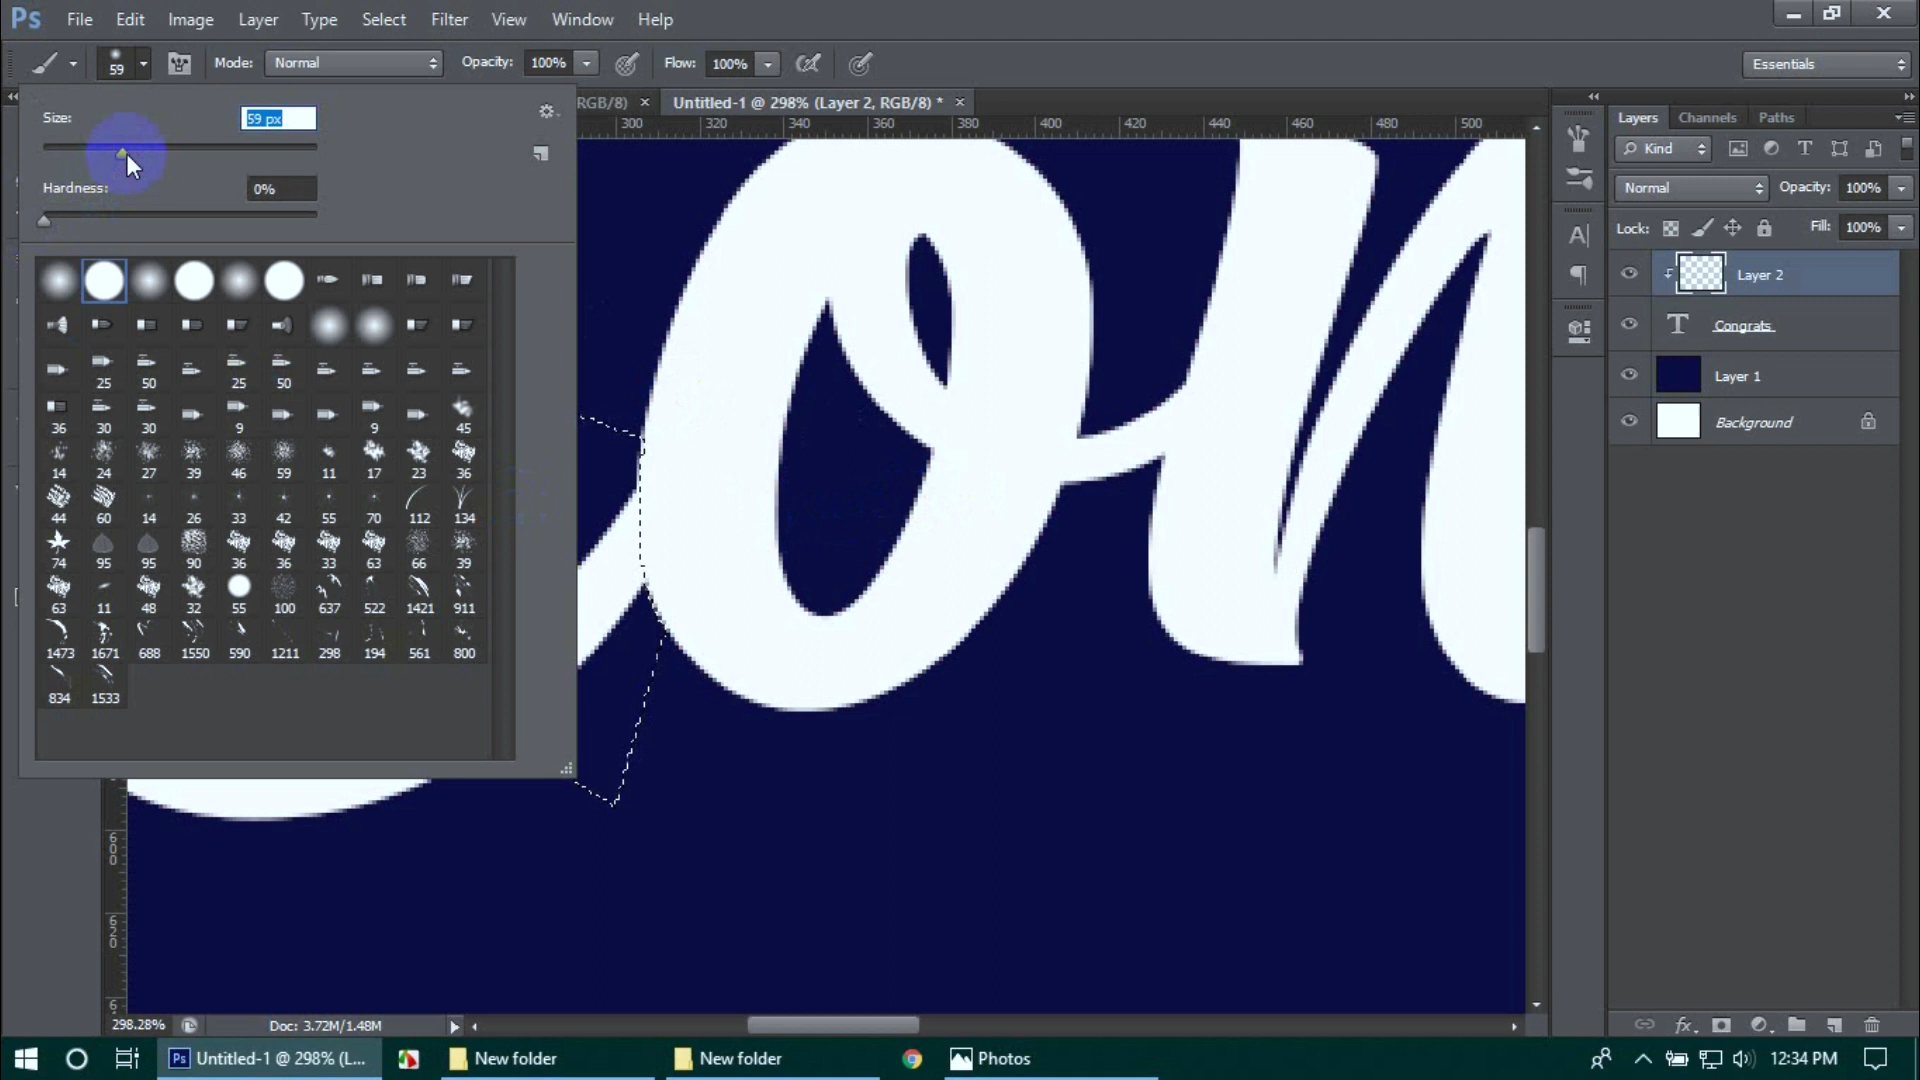 Ps File Edit Image Layer Type Select Filter View Window Help
59 Mode: Normal Opacity: 100% Flow: 100% Essentials
RGB/8) × Untitled-1 @ 298% (Layer 2, RGB/8) * ×
Size: 59 px
Hardness: 0%
300 320 340 360 380 400 420 440 460 480 500
25 50 25 50
36 30 30 9 9 45
14 24 27 39 46 59 11 17 23 36
44 60 14 26 33 42 55 70 112 134
74 95 95 90 36 36 33 63 66 39
63 11 48 32 55 100 637 522 1421 911
1473 1671 688 1550 590 1211 298 194 561 800
834 1533
600
620
6
Layers Channels Paths
Kind
Normal Opacity: 100%
Lock: Fill: 100%
Layer 2
Congrats
Layer 1
Background
298.28% Doc: 3.72M/1.48M
Untitled-1 @ 298% (L... New folder New folder Photos 12:34 PM